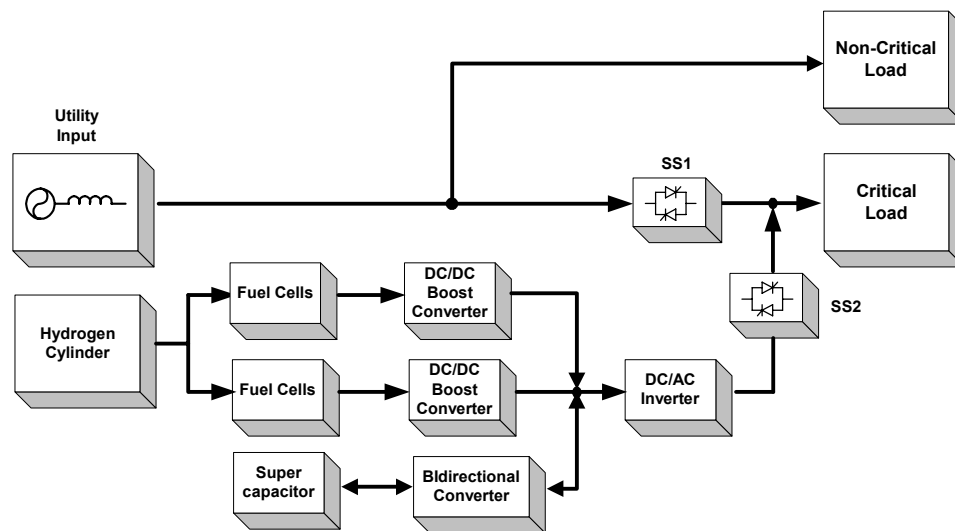 Non-Critical
Load
Utility
Input
SS1
Critical
Load
SS2
Hydrogen
Cylinder
Fuel Cells
DC/DC
Boost
Converter
Fuel Cells
DC/DC
Boost
Converter
DC/AC
Inverter
Super
capacitor
BIdirectional
Converter